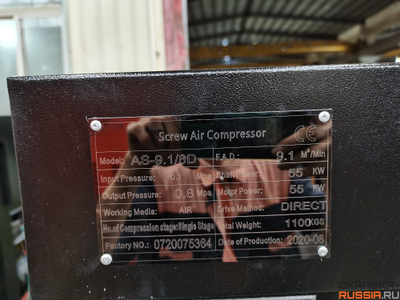 Screw Air Compressor CE
Model: AS-9.1/8D F.A.D.: 9.1 M³/Min
Input Pressure: 0.1 Mpa Shaft Power: 55 KW
Output Pressure: 0.8 Mpa Motor Power: 55 KW
Working Media: AIR Drive Method: DIRECT
No.of Compression stage:Single Stage Total Weight: 1100KGS
Factory NO.: 0720075364 Date of Production: 2020-08
RUSSIA.RU